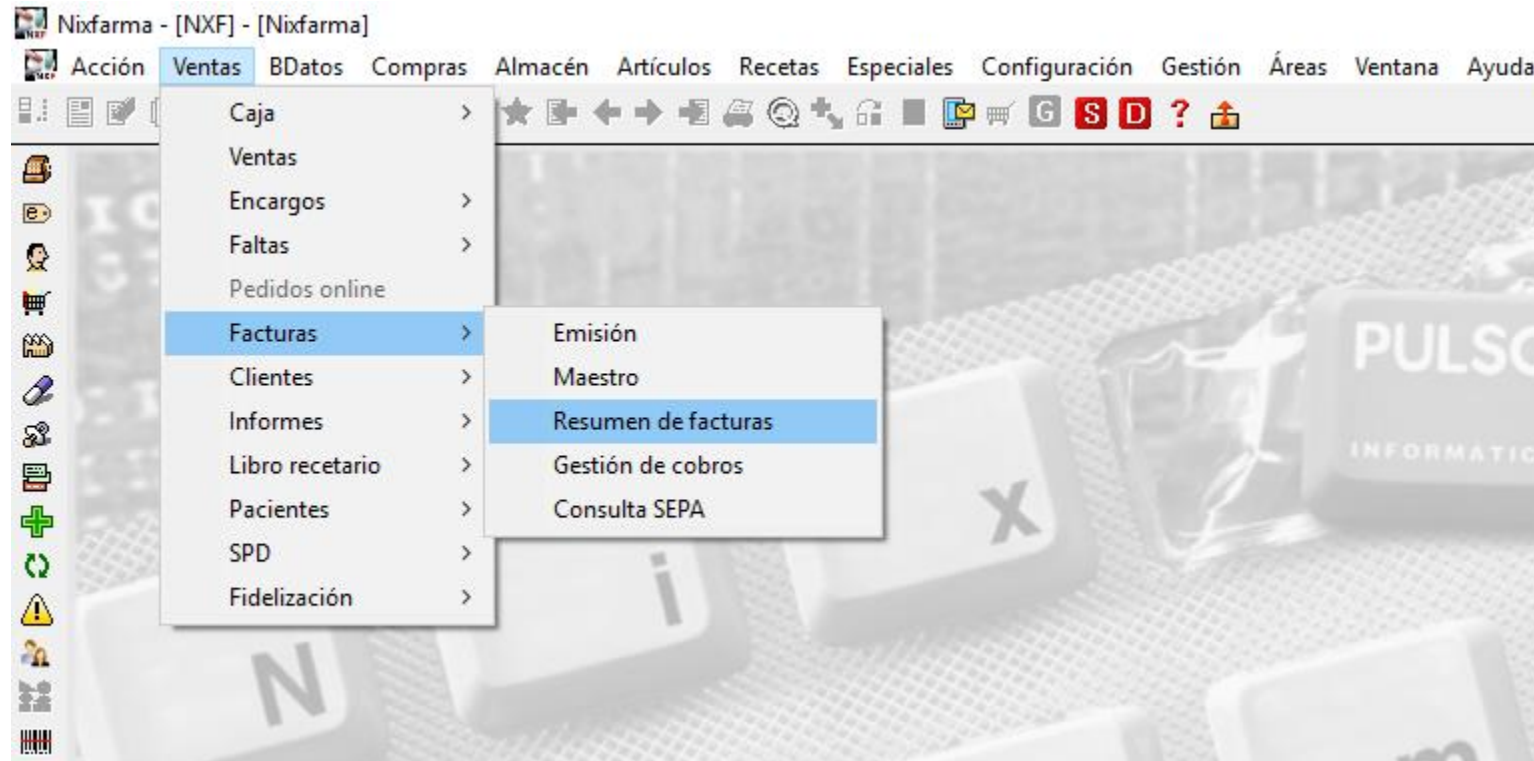 Nixfarma - [NXF] - [Nixfarma]
Acción Ventas BDatos Compras Almacén Artículos Recetas Especiales Configuración Gestión Áreas Ventana Ayuda
G S D ?
Caja
Ventas
Encargos
Faltas
Pedidos online
Facturas
Clientes
Informes
Libro recetario
Pacientes
SPD
Fidelización
Emisión
Maestro
Resumen de facturas
Gestión de cobros
Consulta SEPA
PULSO
INFORMATIC
N i x